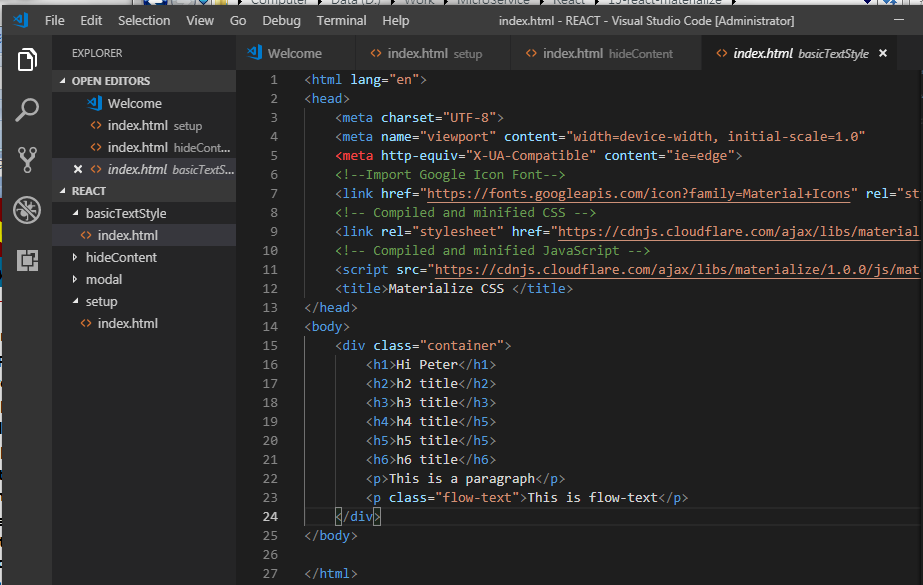 File Edit Selection View Go Debug Terminal Help index.html - REACT - Visual Studio Code [Administrator]
EXPLORER
OPEN EDITORS
Welcome
index.html setup
index.html hideCont...
index.html basicTextS...
REACT
basicTextStyle
index.html
hideContent
modal
setup
index.html
Welcome index.html setup index.html hideContent index.html basicTextStyle
1 <html lang="en">
2 <head>
3 <meta charset="UTF-8">
4 <meta name="viewport" content="width=device-width, initial-scale=1.0"
5 <meta http-equiv="X-UA-Compatible" content="ie=edge">
6 <!--Import Google Icon Font-->
7 <link href="https://fonts.googleapis.com/icon?family=Material+Icons" rel="st
8 <!-- Compiled and minified CSS -->
9 <link rel="stylesheet" href="https://cdnjs.cloudflare.com/ajax/libs/material
10 <!-- Compiled and minified JavaScript -->
11 <script src="https://cdnjs.cloudflare.com/ajax/libs/materialize/1.0.0/js/mat
12 <title>Materialize CSS </title>
13 </head>
14 <body>
15 <div class="container">
16 <h1>Hi Peter</h1>
17 <h2>h2 title</h2>
18 <h3>h3 title</h3>
19 <h4>h4 title</h5>
20 <h5>h5 title</h5>
21 <h6>h6 title</h6>
22 <p>This is a paragraph</p>
23 <p class="flow-text">This is flow-text</p>
24 </div>
25 </body>
26
27 </html>